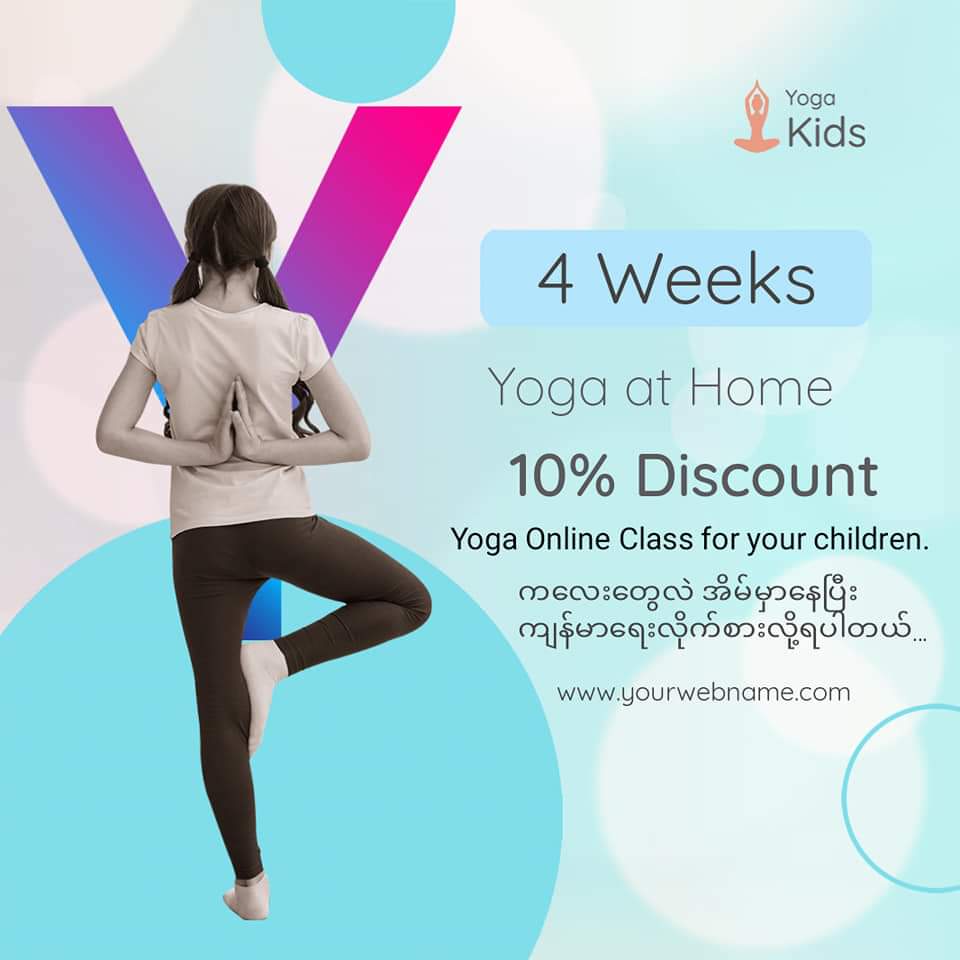 Yoga
Kids
4 Weeks
Yoga at Home
10% Discount
Yoga Online Class for your children.
ကလေးတွေလဲ အိမ်မှာနေပြီး
ကျန်မာရေးလိုက်စားလို့ရပါတယ်...
www.yourwebname.com
Y